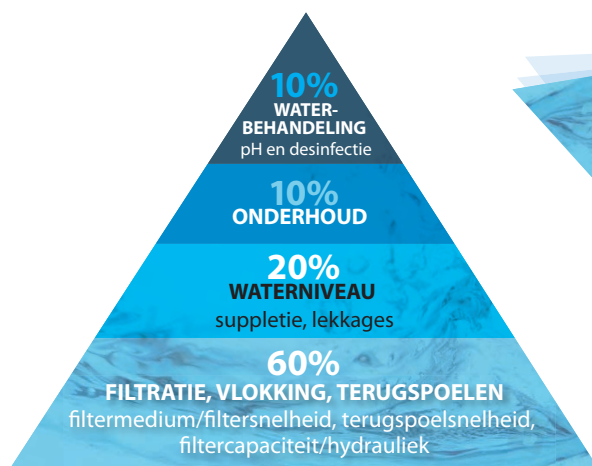 10%
WATER-
BEHANDELING
pH en desinfectie
10%
ONDERHOUD
20%
WATERNIVEAU
suppletie, lekkages
60%
FILTRATIE, VLOKKING, TERUGSPOELEN
filtermedium/filtersnelheid, terugspoelsnelheid,
filtercapaciteit/hydrauliek